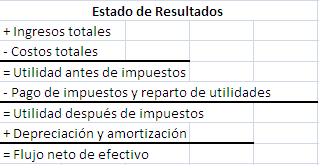 Estado de Resultados
+ Ingresos totales
- Costos totales
= Utilidad antes de impuestos
- Pago de impuestos y reparto de utilidades
= Utilidad después de impuestos
+ Depreciación y amortización
= Flujo neto de efectivo